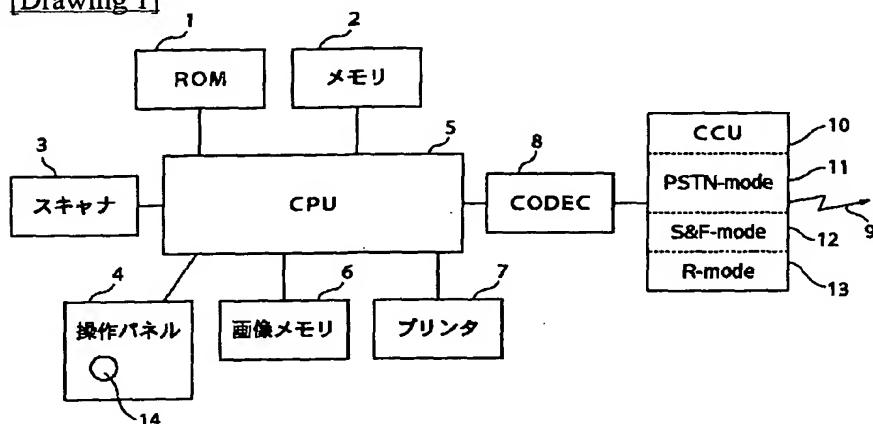 [Drawing 1]
1
2
ROM
メモリ
5
3
8
CCU
10
スキャナ
CPU
CODEC
PSTN-mode
11
9
S&F-mode
12
4
6
7
R-mode
13
操作パネル
画像メモリ
プリンタ
14